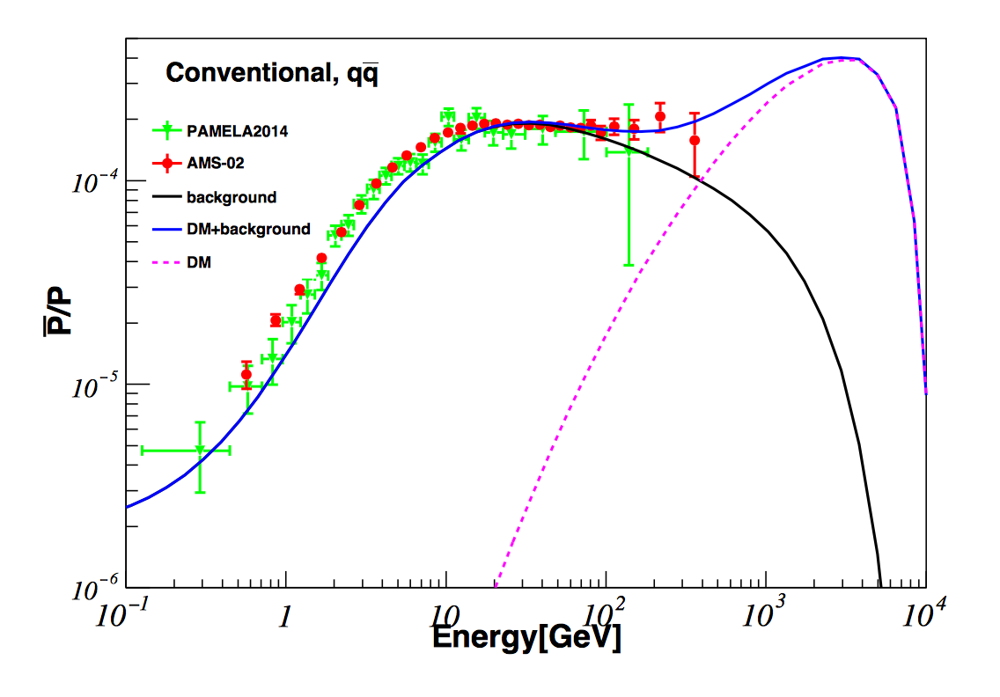 Conventional, qq̅
PAMELA2014
AMS-02
background
DM+background
DM
10⁻⁴
10⁻⁵
10⁻⁶
P̅/P
10⁻¹ 1 10 10² 10³ 10⁴
Energy[GeV]